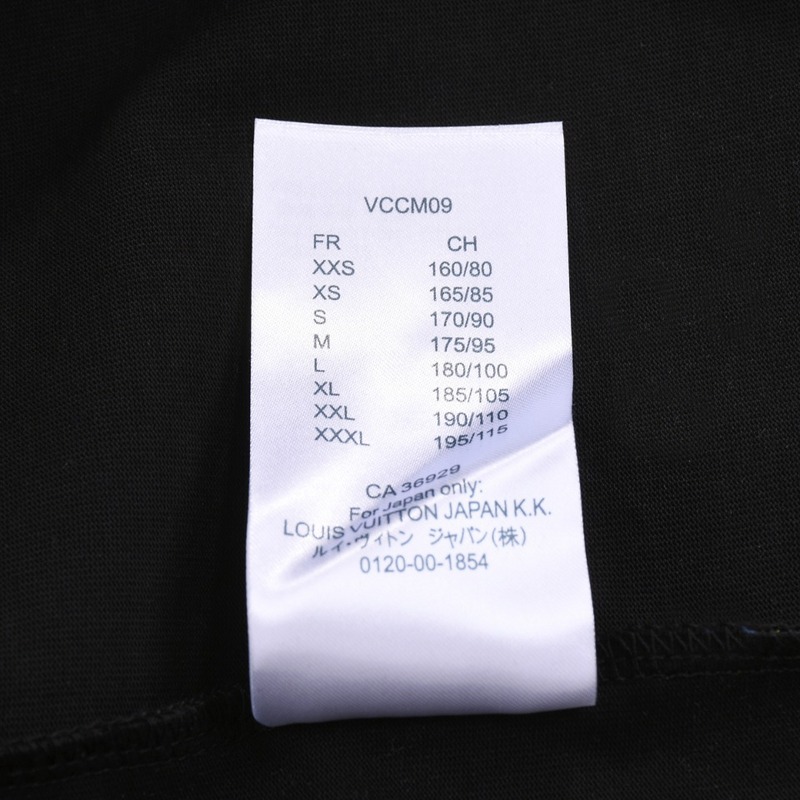 VCCM09
FR CH
XXS 160/80
XS 165/85
S 170/90
M 175/95
L 180/100
XL 185/105
XXL 190/110
XXXL 195/115
CA 36929
For Japan only:
LOUIS VUITTON JAPAN K.K.
ルイ・ヴィトン ジャパン(株)
0120-00-1854